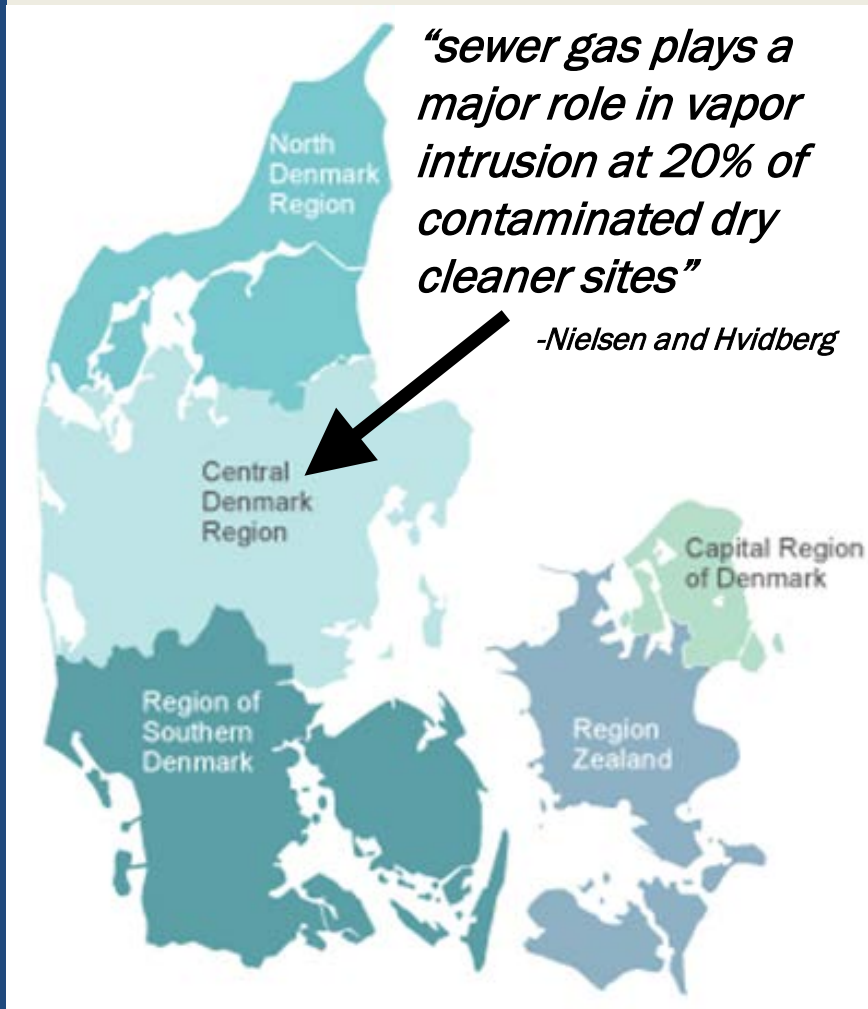 “sewer gas plays a
major role in vapor
intrusion at 20% of
contaminated dry
cleaner sites”
-Nielsen and Hvidberg
North
Denmark
Region
Central
Denmark
Region
Capital Region
of Denmark
Region of
Southern
Denmark
Region
Zealand